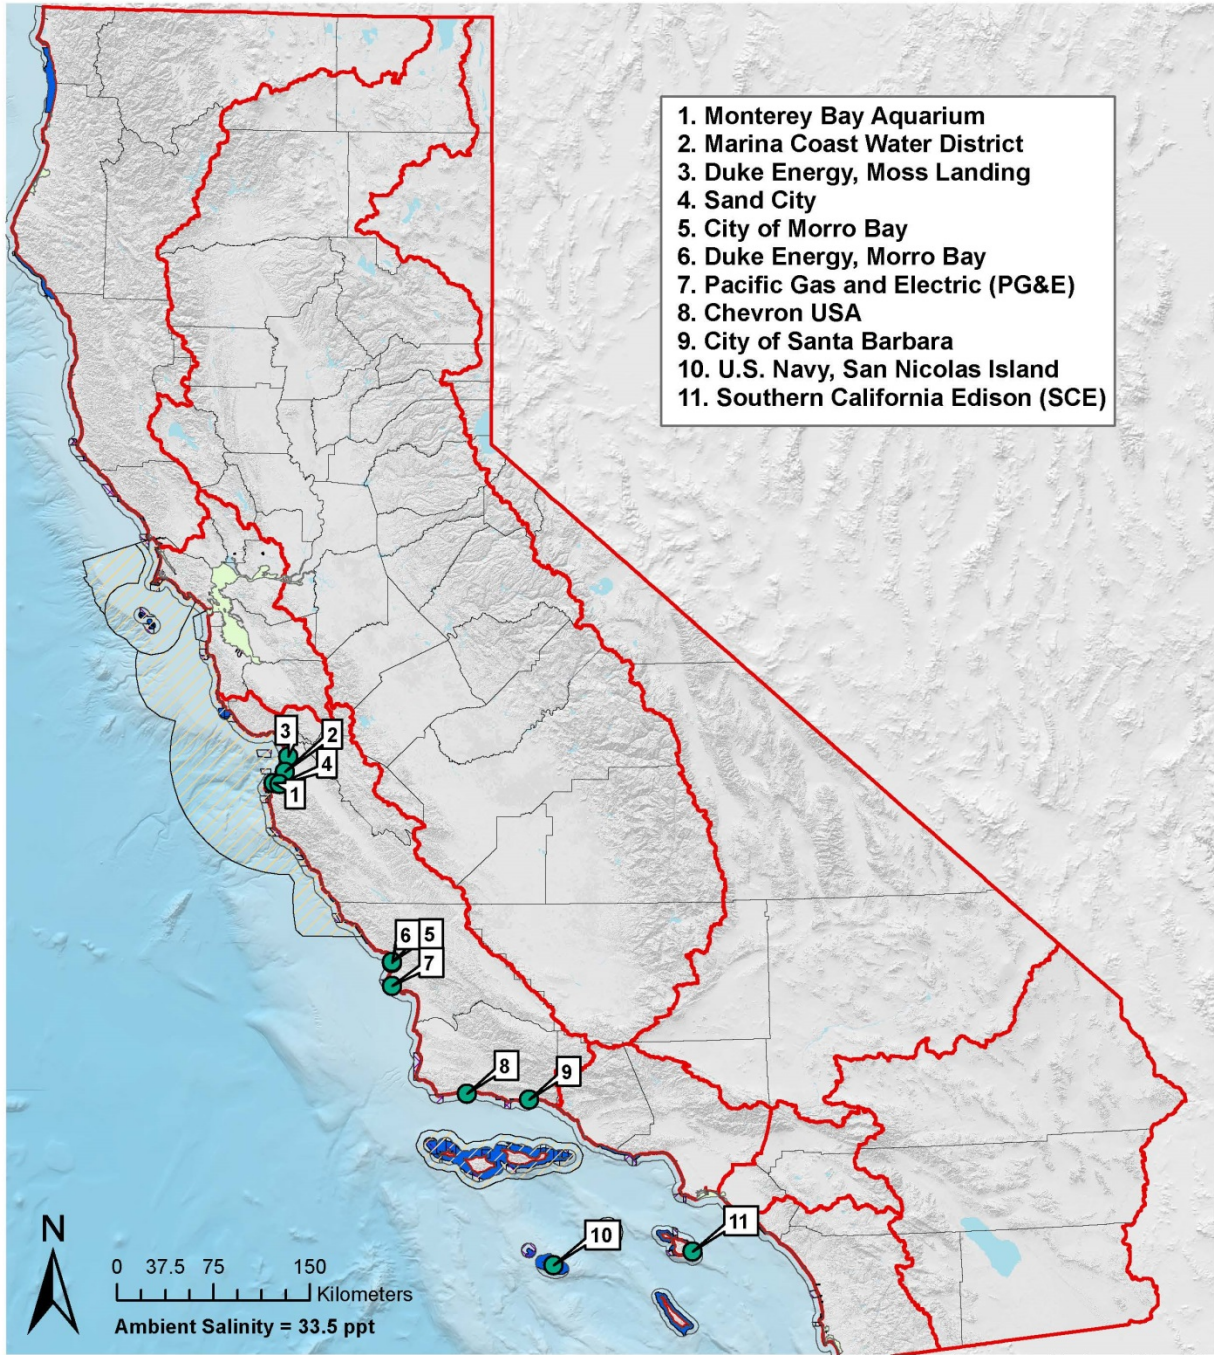 1. Monterey Bay Aquarium
2. Marina Coast Water District
3. Duke Energy, Moss Landing
4. Sand City
5. City of Morro Bay
6. Duke Energy, Morro Bay
7. Pacific Gas and Electric (PG&E)
8. Chevron USA
9. City of Santa Barbara
10. U.S. Navy, San Nicolas Island
11. Southern California Edison (SCE)
3
2
4
1
6
5
7
8
9
10
11
N
0 37.5 75 150
Kilometers
Ambient Salinity = 33.5 ppt